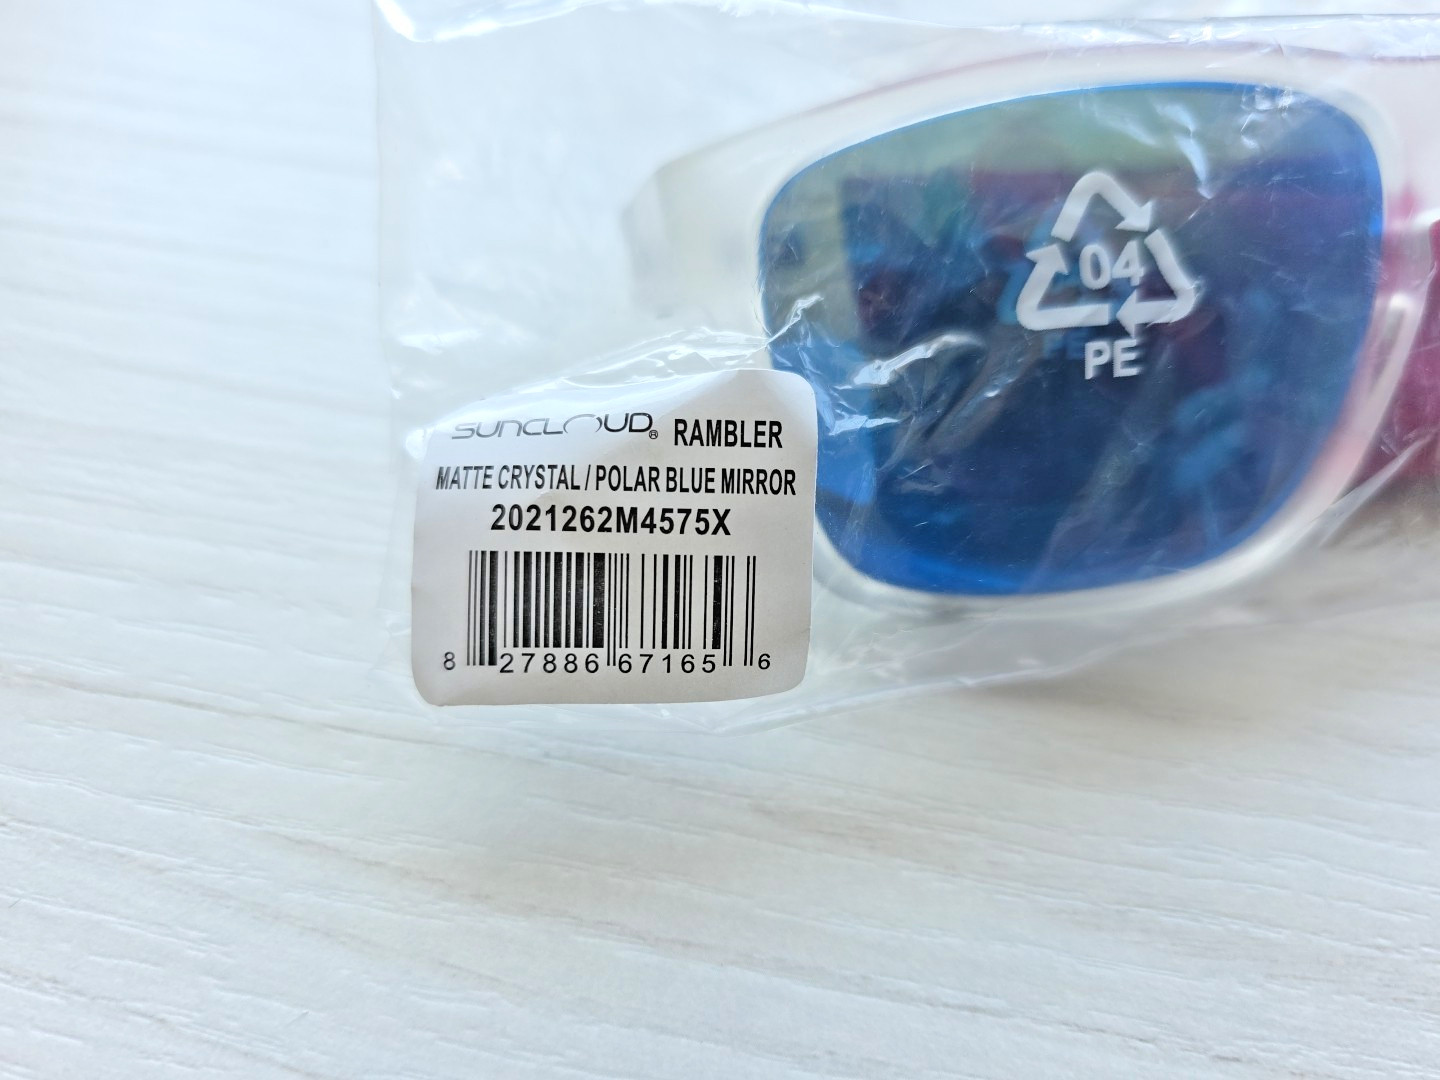 SUNCLOUD® RAMBLER
MATTE CRYSTAL / POLAR BLUE MIRROR
2021262M4575X
8 27886 67165 6
04
PE